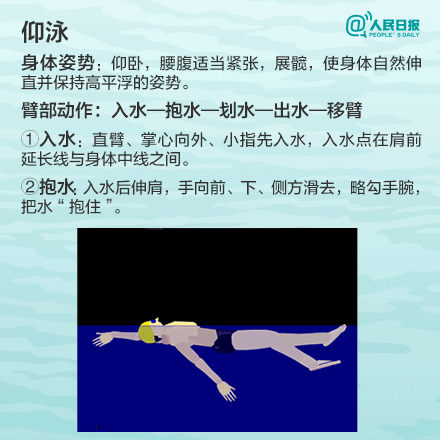 @人民日报
PEOPLE'S DAILY
仰泳
身体姿势：仰卧，腰腹适当紧张，展髋，使身体自然伸
直并保持高平浮的姿势。
臂部动作：入水—抱水—划水—出水—移臂
①入水：直臂、掌心向外、小指先入水，入水点在肩前
延长线与身体中线之间。
②抱水：入水后伸肩，手向前、下、侧方滑去，略勾手腕，
把水“抱住”。